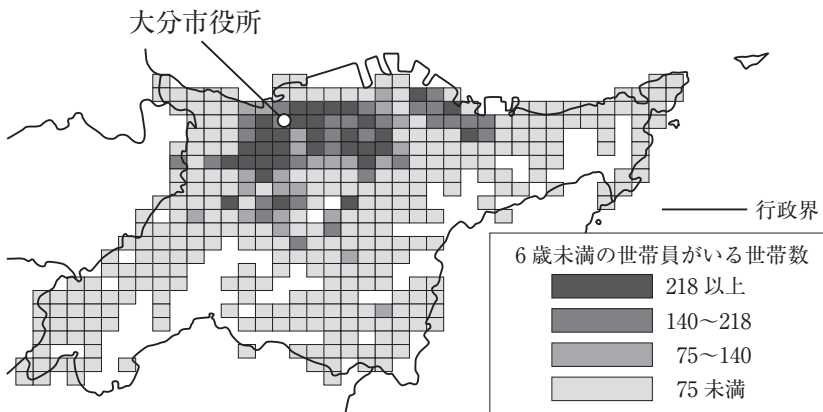 大分市役所
行政界
6歳未満の世帯員がいる世帯数
218 以上
140～218
75～140
75 未満